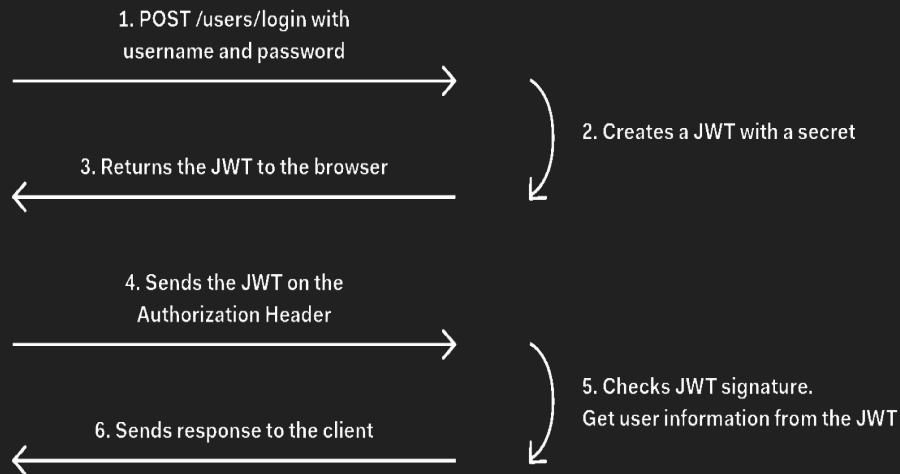 1. POST /users/login with
username and password
2. Creates a JWT with a secret
3. Returns the JWT to the browser
4. Sends the JWT on the
Authorization Header
5. Checks JWT signature.
Get user information from the JWT
6. Sends response to the client